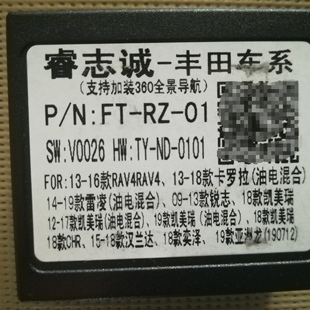 睿志诚-丰田车系
(支持加装360全景导航)
P/N:FT-RZ-01
SW:V0026 HW:TY-ND-0101
FOR:13-16款RAV4RAV4、13-18款卡罗拉(油电混合)
14-19款雷凌(油电混合)、09-13款锐志、18款凯美瑞
12-17款凯美瑞(油电混合)、19款凯美瑞(油电混合)、18款凯美瑞
18款CHR、15-18款汉兰达、18款奕泽、19款亚洲龙(190712)